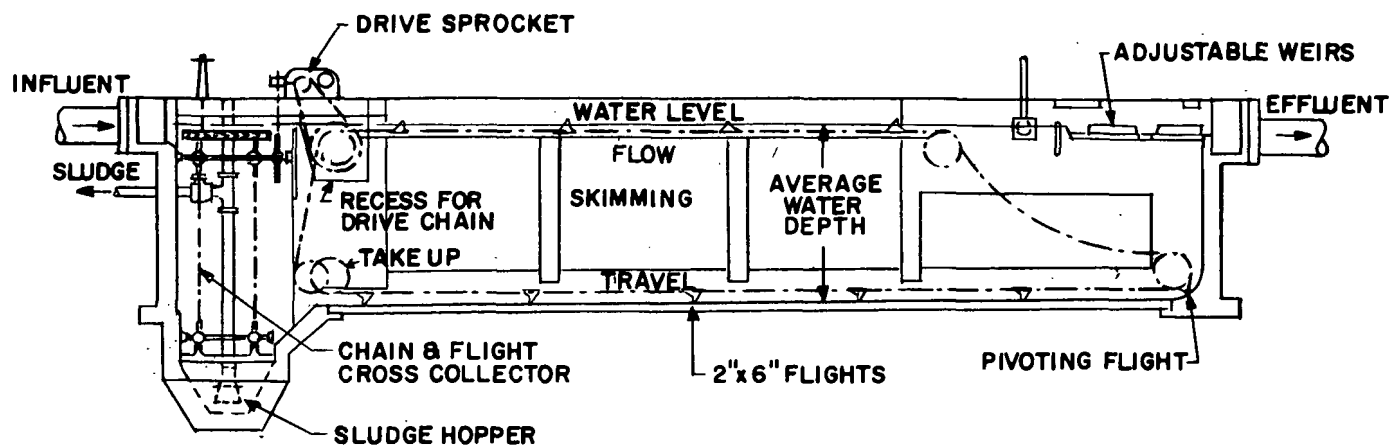 DRIVE SPROCKET
ADJUSTABLE WEIRS
INFLUENT
EFFLUENT
WATER LEVEL
FLOW
SLUDGE
SKIMMING
AVERAGE
WATER
DEPTH
RECESS FOR
DRIVE CHAIN
TAKE UP
TRAVEL
CHAIN & FLIGHT
CROSS COLLECTOR
2"x6" FLIGHTS
PIVOTING FLIGHT
SLUDGE HOPPER